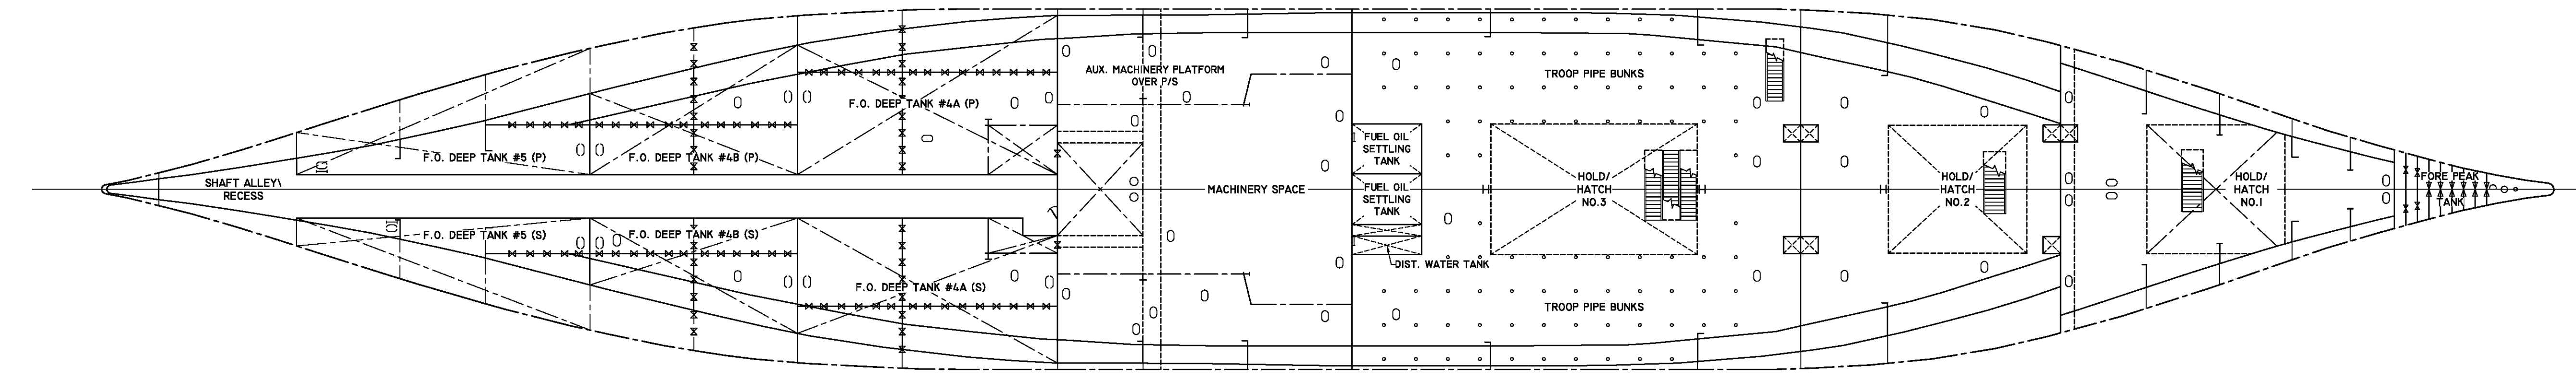 SHAFT ALLEY\
RECESS
F.O. DEEP TANK #5 (P)
F.O. DEEP TANK #4B (P)
F.O. DEEP TANK #4A (P)
F.O. DEEP TANK #5 (S)
F.O. DEEP TANK #4B (S)
F.O. DEEP TANK #4A (S)
AUX. MACHINERY PLATFORM
OVER P/S
MACHINERY SPACE
FUEL OIL
SETTLING
TANK
FUEL OIL
SETTLING
TANK
DIST. WATER TANK
TROOP PIPE BUNKS
HOLD/
HATCH
NO.3
TROOP PIPE BUNKS
HOLD/
HATCH
NO.2
HOLD/
HATCH
NO.1
FORE PEAK
TANK